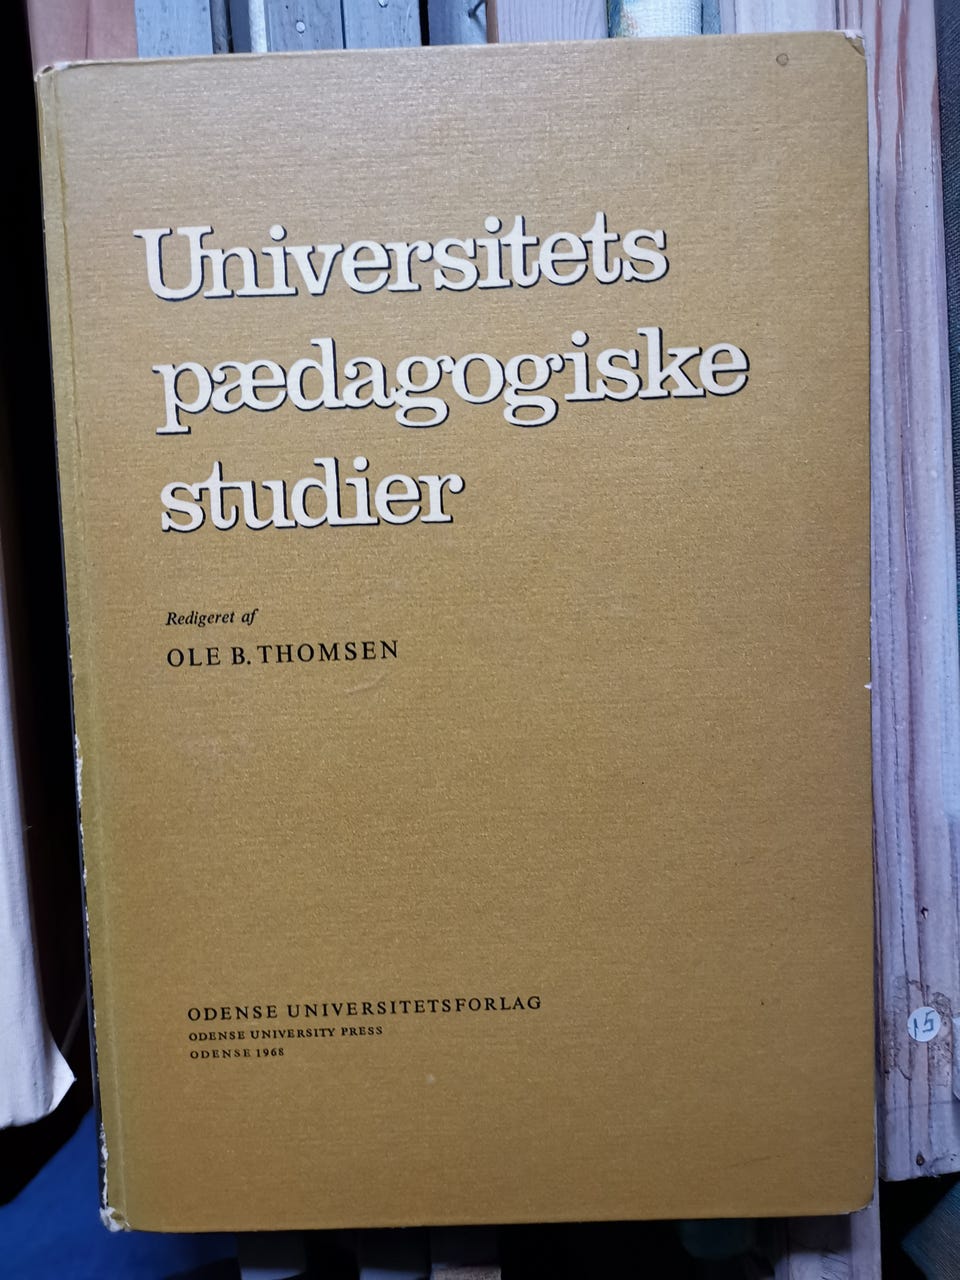 Universitets
pædagogiske
studier
Redigeret af
OLE B. THOMSEN
ODENSE UNIVERSITETSFORLAG
ODENSE UNIVERSITY PRESS
ODENSE 1968
15